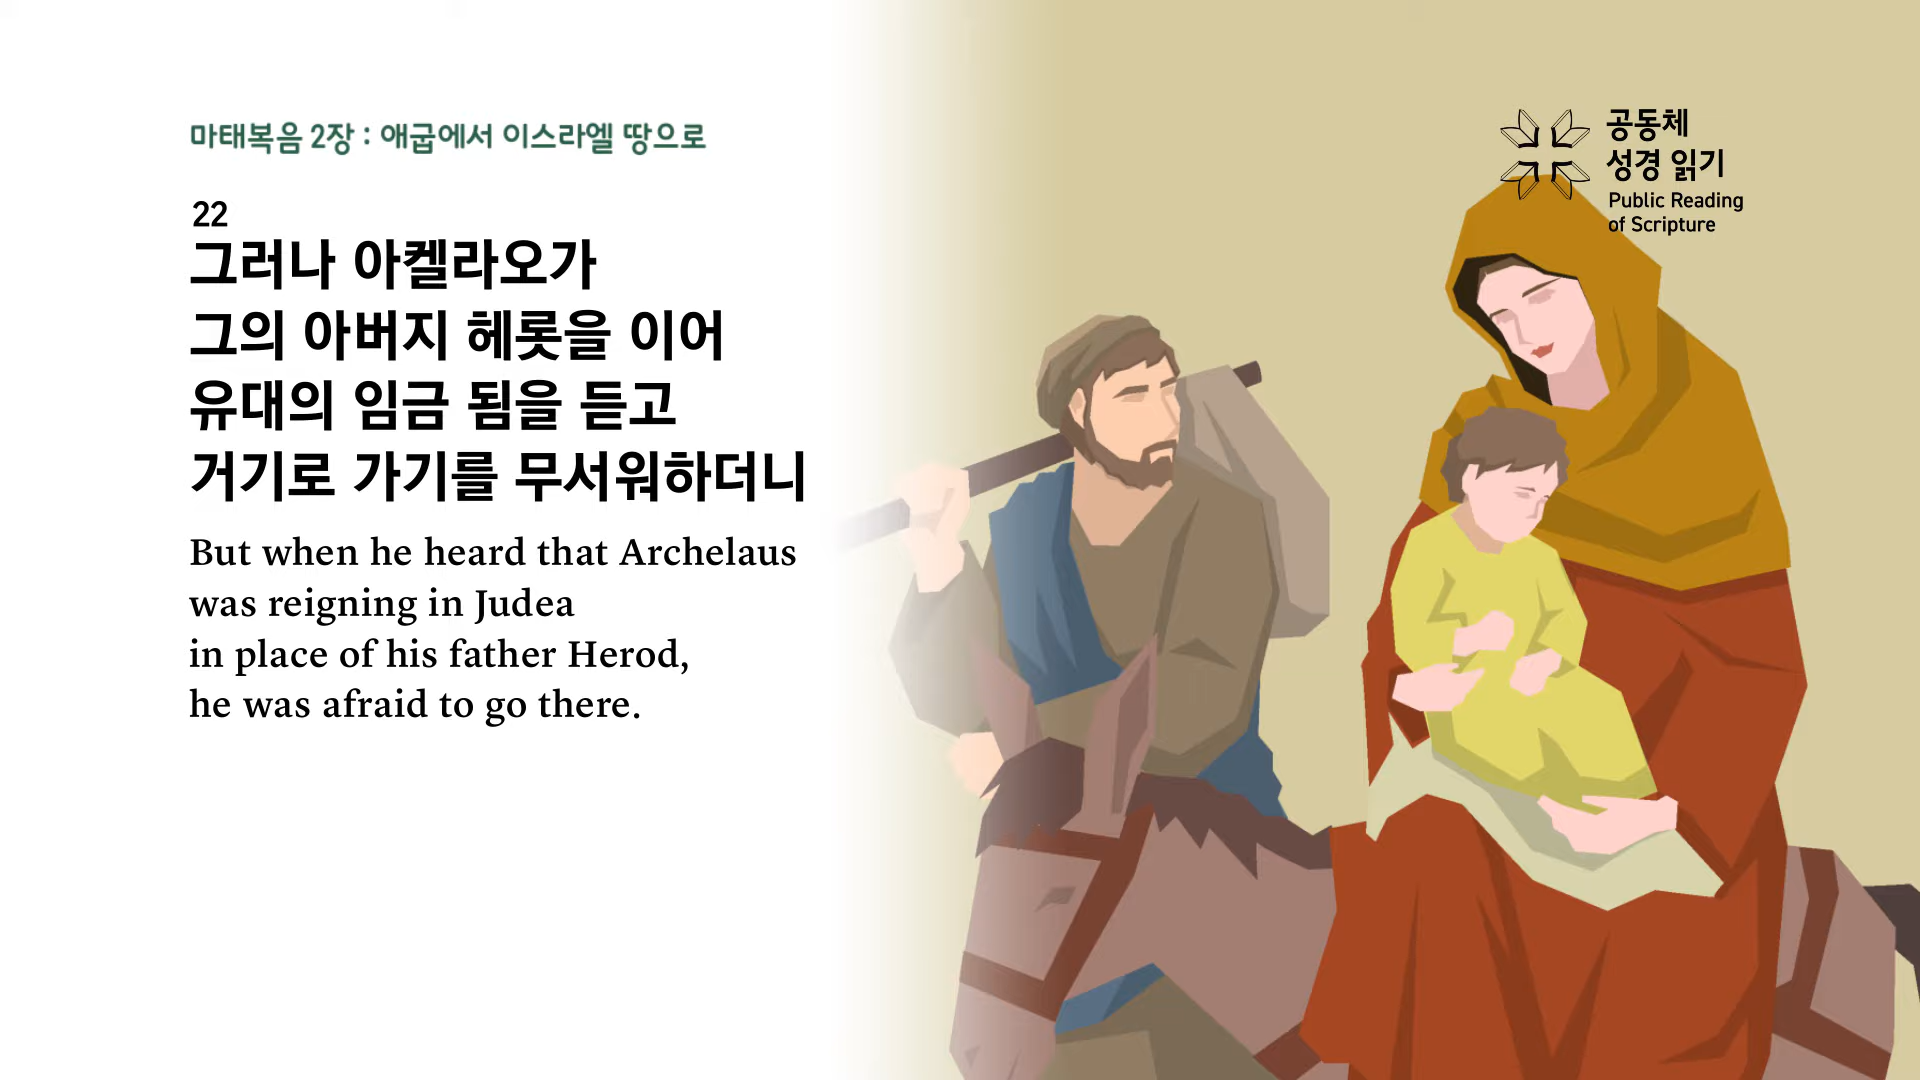 마태복음 2장 : 애굽에서 이스라엘 땅으로
22
그러나 아켈라오가
그의 아버지 헤롯을 이어
유대의 임금 됨을 듣고
거기로 가기를 무서워하더니
But when he heard that Archelaus
was reigning in Judea
in place of his father Herod,
he was afraid to go there.
공동체
성경 읽기
Public Reading
of Scripture